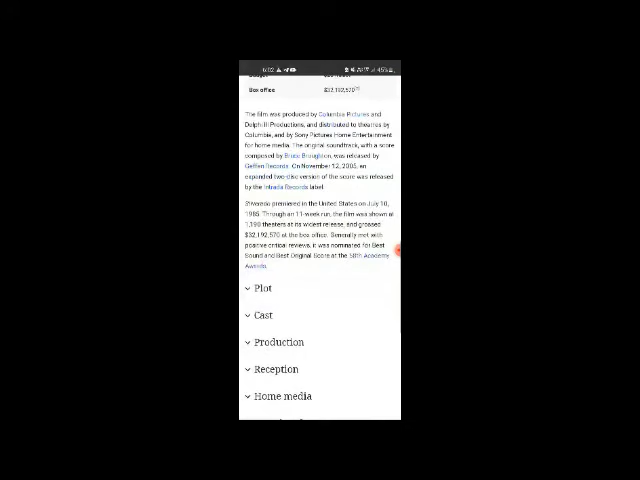 6:52
45%
Box office $32,192,570
The film was produced by Columbia Pictures and
Delphi III Productions, and distributed to theatres by
Columbia, and by Sony Pictures Home Entertainment
for home media. The original soundtrack, with a score
composed by Bruce Broughton, was released by
Geffen Records. On November 12, 2005, an
expanded two-disc version of the score was released
by the Intrada Records label.
Silverado premiered in the United States on July 10,
1985. Through an 11-week run, the film was shown at
1,190 theaters at its widest release, and grossed
$32,192,570 at the box office. Generally met with
positive critical reviews, it was nominated for Best
Sound and Best Original Score at the 58th Academy
Awards.
Plot
Cast
Production
Reception
Home media